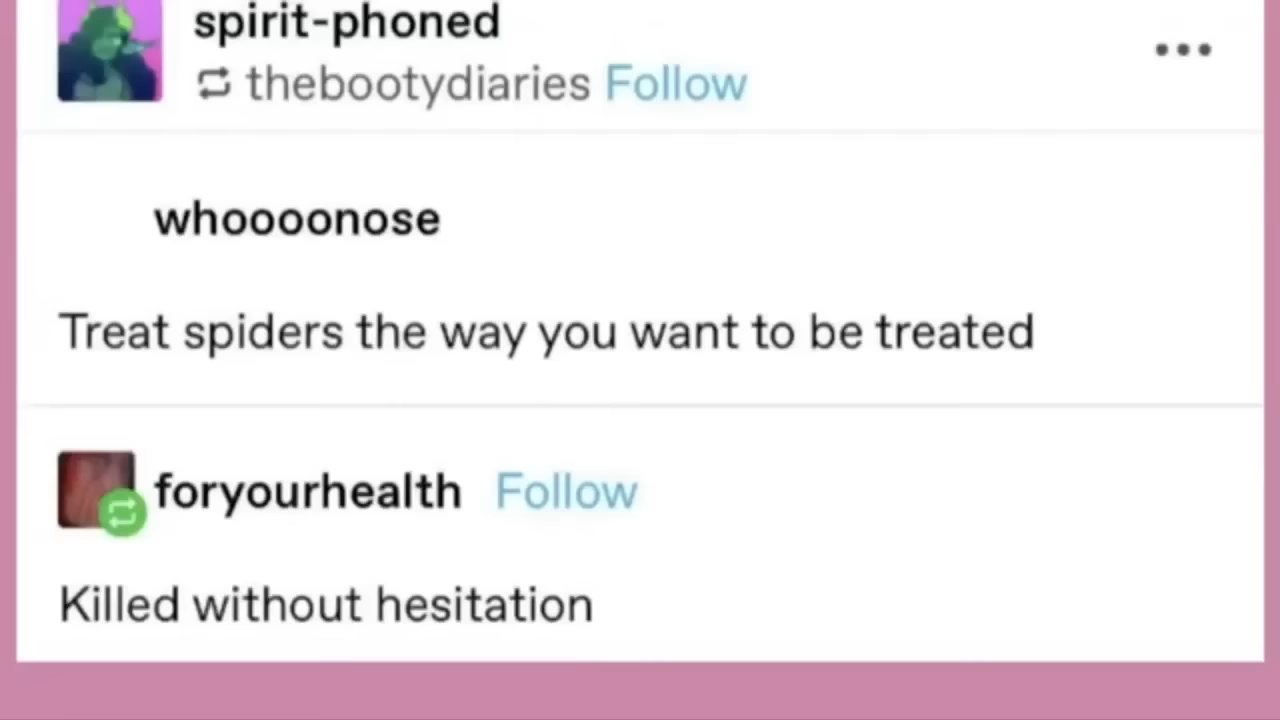 spirit-phoned
thebootydiaries Follow
whoooonose
Treat spiders the way you want to be treated
foryourhealth Follow
Killed without hesitation